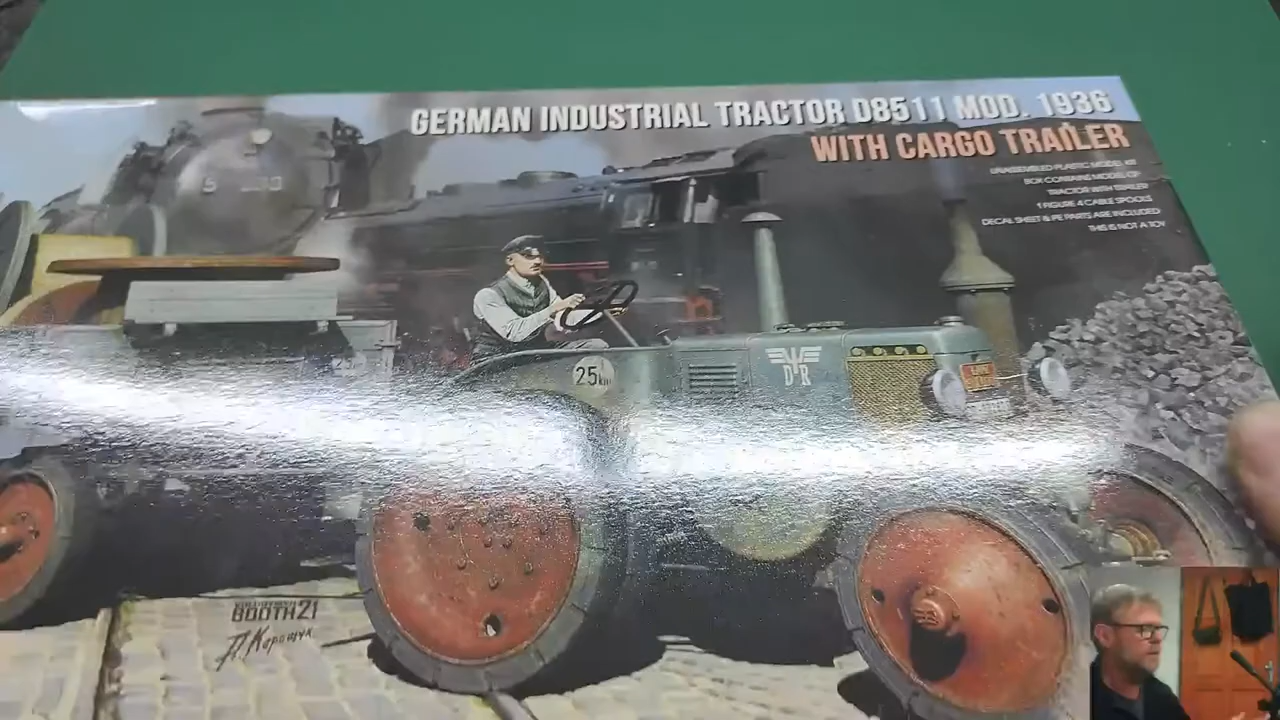 GERMAN INDUSTRIAL TRACTOR D8511 MOD. 1936
WITH CARGO TRAILER
UNASSEMBLED PLASTIC MODEL KIT
BOX CONTAINS MODEL OF
TRACTOR WITH TRAILER
1 FIGURE 4 CABLE SPOOLS
DECAL SHEET & PE PARTS ARE INCLUDED
THIS IS NOT A TOY
25 km
DR
BOOTH21